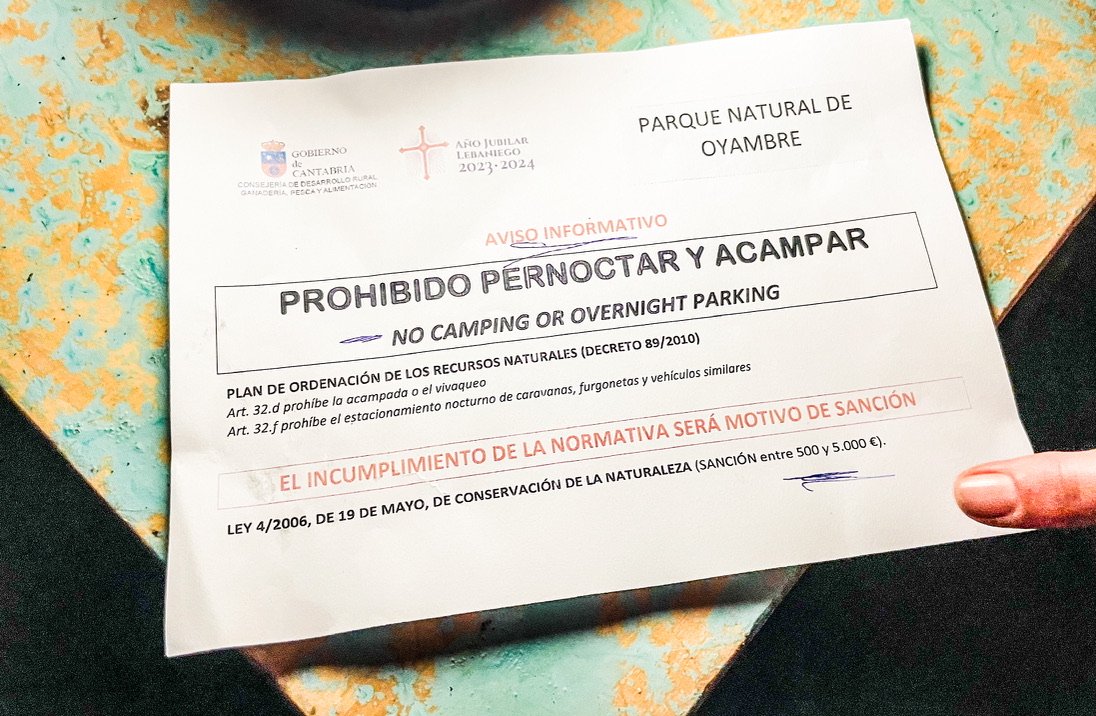 GOBIERNO
de
CANTABRIA
CONSEJERÍA DE DESARROLLO RURAL
GANADERÍA, PESCA Y ALIMENTACIÓN
AÑO JUBILAR
LEBANIEGO
2023-2024
PARQUE NATURAL DE
OYAMBRE
AVISO INFORMATIVO
PROHIBIDO PERNOCTAR Y ACAMPAR
NO CAMPING OR OVERNIGHT PARKING
PLAN DE ORDENACIÓN DE LOS RECURSOS NATURALES (DECRETO 89/2010)
Art. 32.d prohíbe la acampada o el vivaqueo
Art. 32.f prohíbe el estacionamiento nocturno de caravanas, furgonetas y vehículos similares
EL INCUMPLIMIENTO DE LA NORMATIVA SERÁ MOTIVO DE SANCIÓN
LEY 4/2006, DE 19 DE MAYO, DE CONSERVACIÓN DE LA NATURALEZA (SANCIÓN entre 500 y 5.000 €).